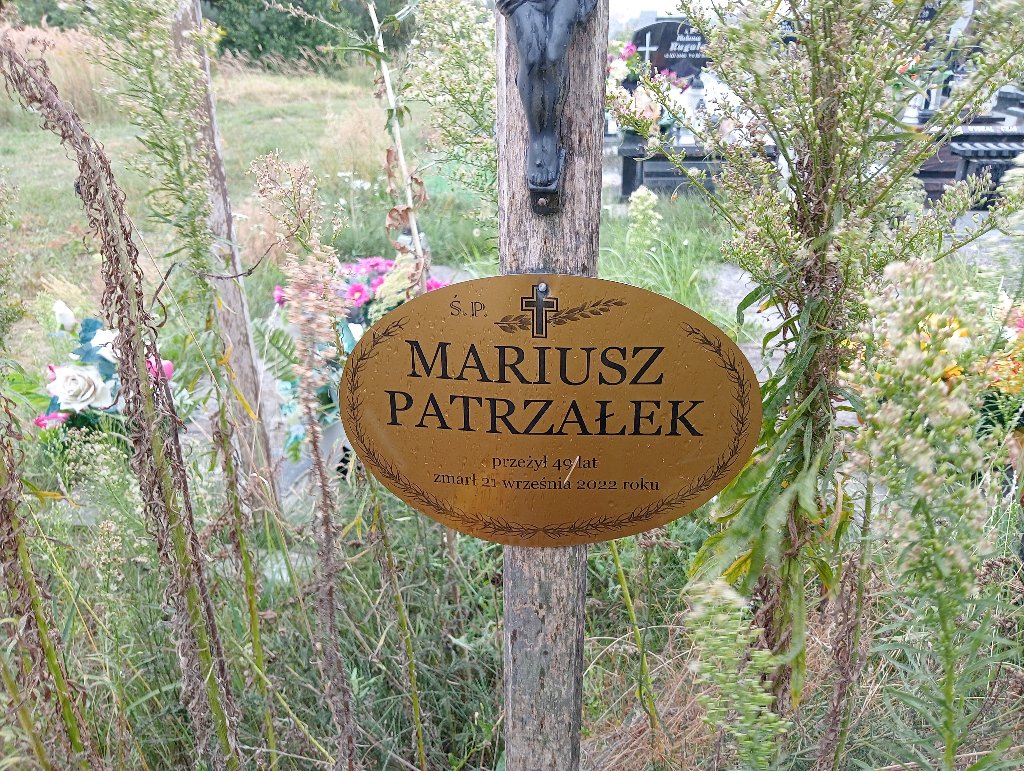 Ś.P.
MARIUSZ
PATRZAŁEK
przeżył 49 lat
zmarł 21 września 2022 roku